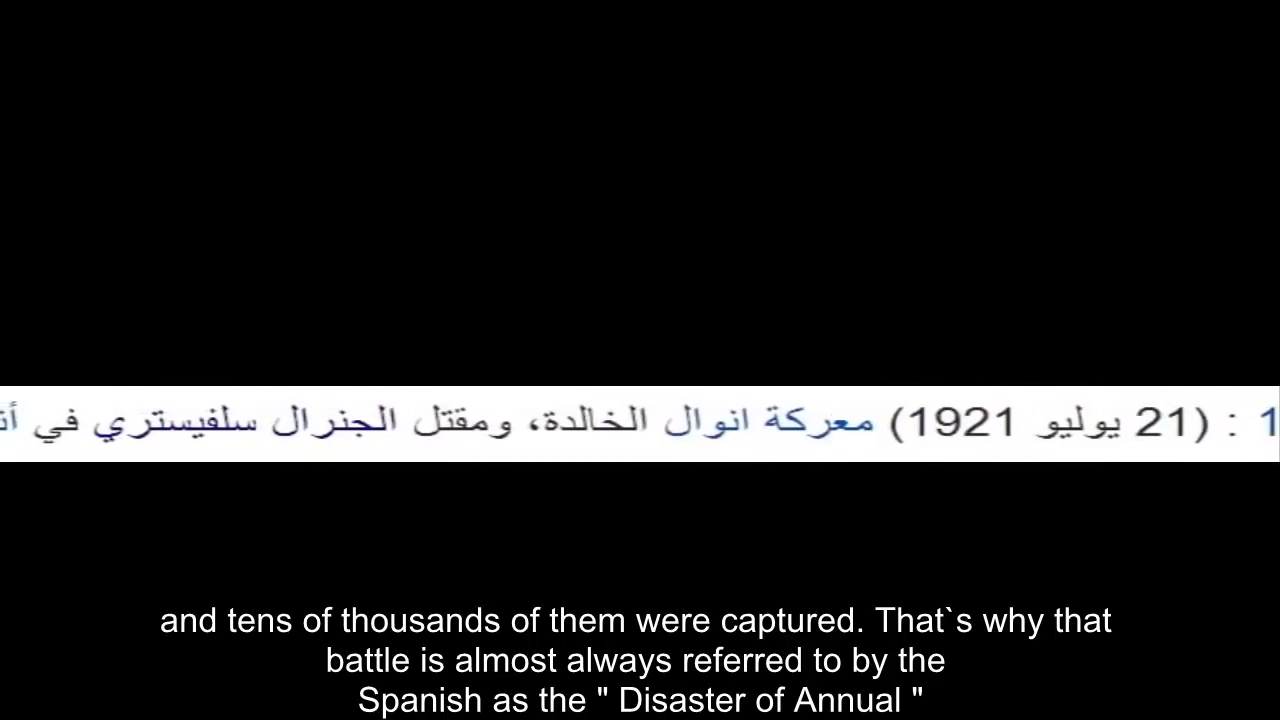 1 : (21 يوليو 1921) معركة انوال الخالدة، ومقتل الجنرال سلفيستري في
and tens of thousands of them were captured. That`s why that
battle is almost always referred to by the
Spanish as the " Disaster of Annual "